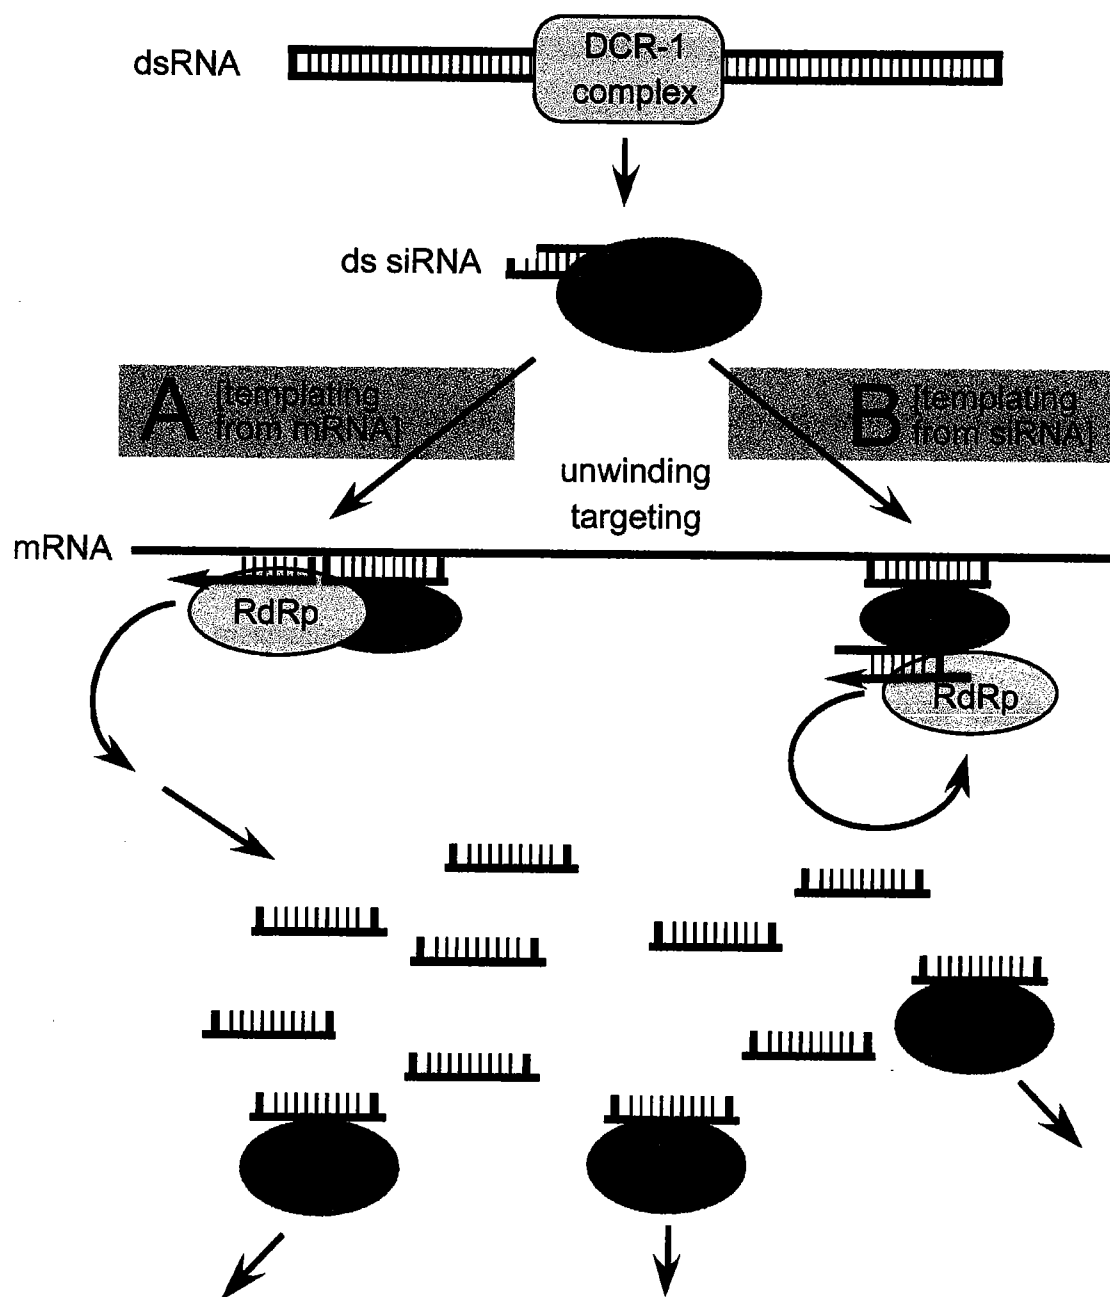 dsRNA
DCR-1
complex
ds siRNA
A [templating
from mRNA]
B [templating
from siRNA]
unwinding
targeting
mRNA
RdRp
RdRp